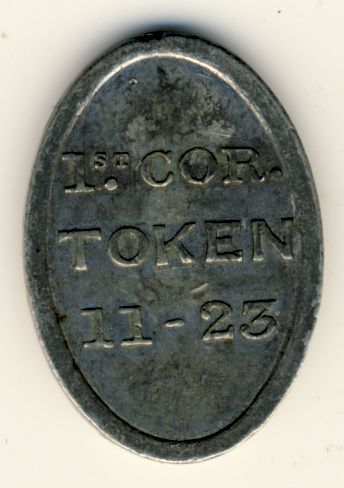 1ST. COR.
TOKEN
11-23